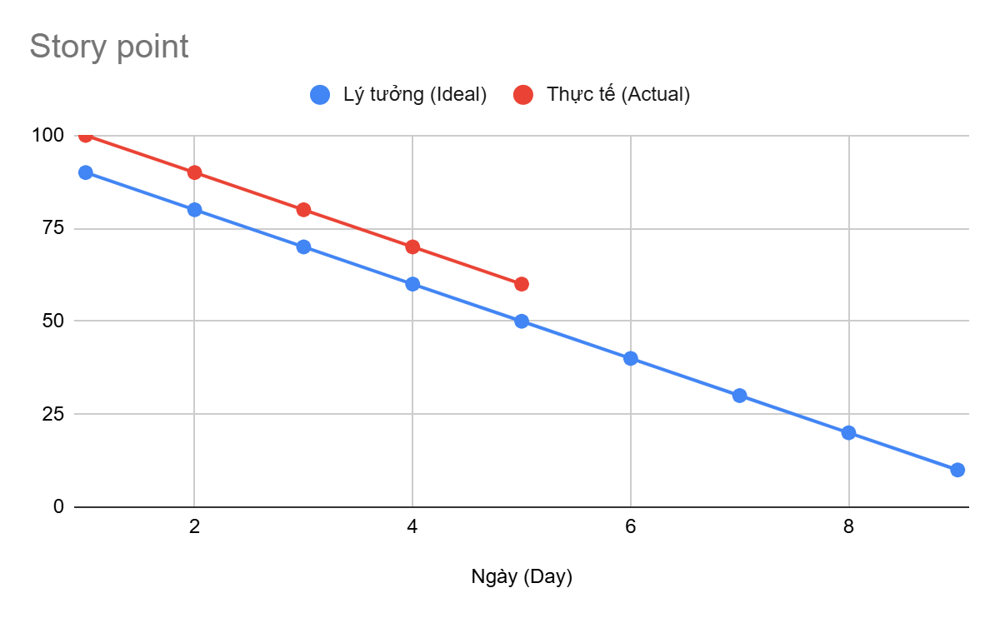 Story point
Lý tưởng (Ideal) Thực tế (Actual)
100
75
50
25
0
2 4 6 8
Ngày (Day)